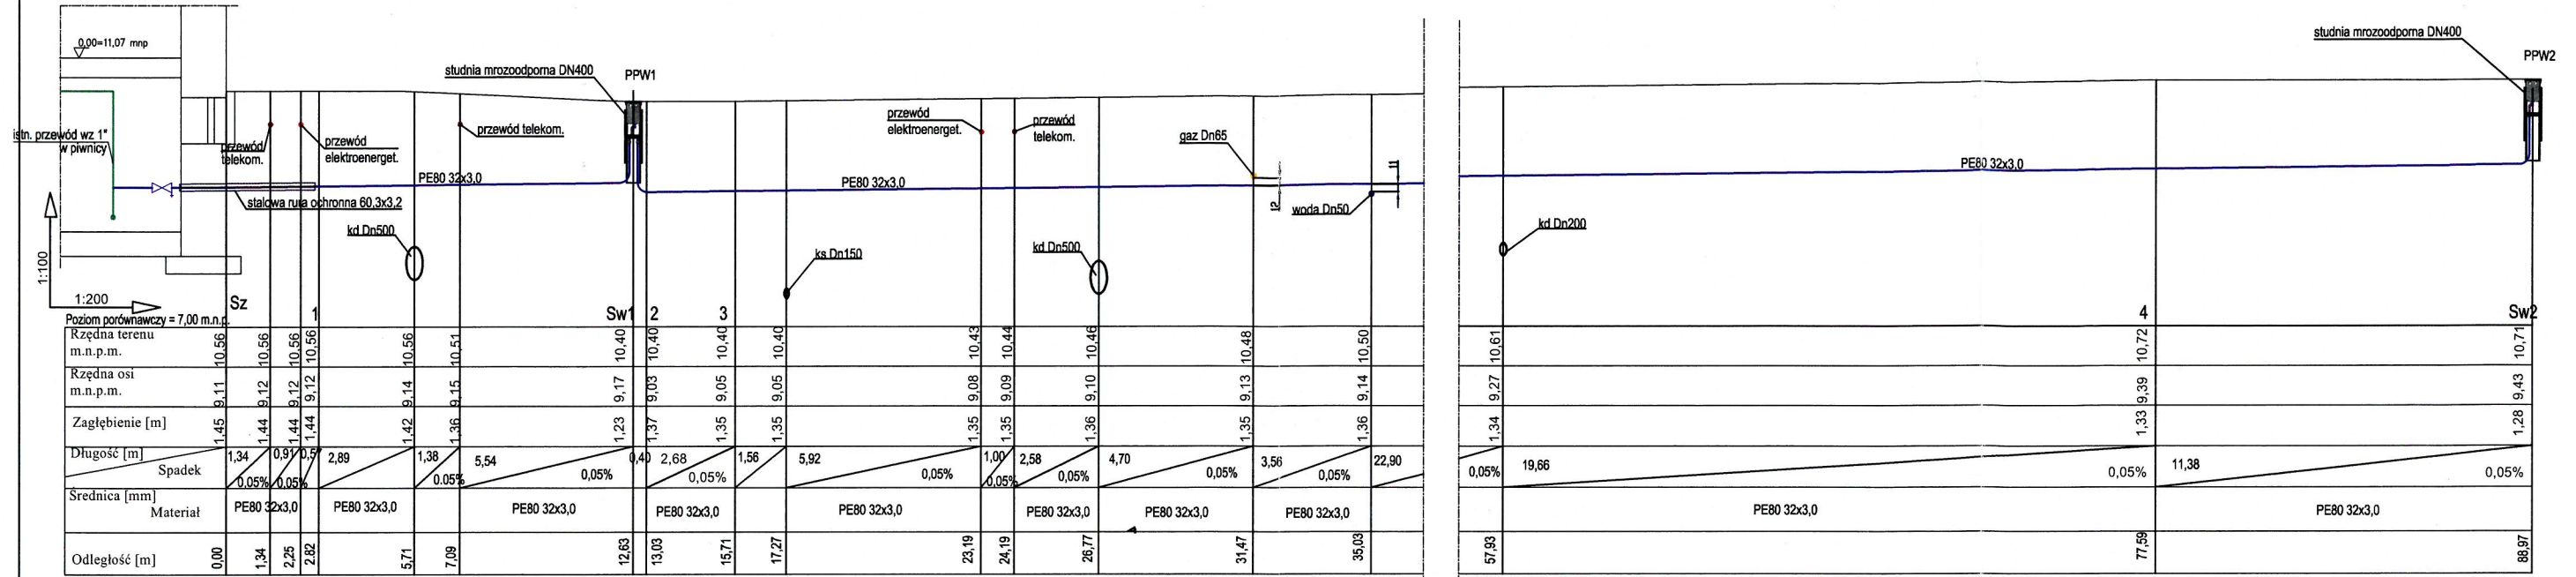 0,00=11,07 mnp
istn. przewód wz 1"
w piwnicy
przewód
telekom.
przewód
elektroenerget.
stalowa rura ochronna 60,3x3,2
kd Dn500
PE80 32x3,0
przewód telekom.
studnia mrozoodporna DN400
PPW1
PE80 32x3,0
ks Dn150
przewód
elektroenerget.
przewód
telekom.
kd Dn500
gaz Dn65
12
woda Dn50
11
kd Dn200
PE80 32x3,0
studnia mrozoodporna DN400
PPW2
1:100
1:200
Sz 1 Sw1 2 3 4 Sw2
Poziom porównawczy = 7,00 m.n.p.
Rzędna terenu
m.n.p.m.
10,56 10,56 10,56 10,56 10,56 10,51 10,40 10,40 10,40 10,40 10,43 10,44 10,46 10,48 10,50 10,61 10,72 10,71
Rzędna osi
m.n.p.m.
9,11 9,12 9,12 9,12 9,14 9,15 9,17 9,03 9,05 9,05 9,08 9,09 9,10 9,13 9,14 9,27 9,39 9,43
Zagłębienie [m]
1,45 1,44 1,44 1,44 1,42 1,36 1,23 1,37 1,35 1,35 1,35 1,35 1,36 1,35 1,36 1,34 1,33 1,28
Długość [m]
1,34 0,91 0,5 2,89 1,38 5,54 0,40 2,68 1,56 5,92 1,00 2,58 4,70 3,56 22,90 19,66 11,38
Spadek
0,05% 0,05% 0.05% 0,05% 0,05% 0,05% 0,05% 0,05% 0,05% 0,05% 0,05% 0,05% 0,05%
Średnica [mm]
Materiał
PE80 32x3,0 PE80 32x3,0 PE80 32x3,0 PE80 32x3,0 PE80 32x3,0 PE80 32x3,0 PE80 32x3,0 PE80 32x3,0 PE80 32x3,0 PE80 32x3,0
Odległość [m]
0,00 1,34 2,25 2.82 5,71 7,09 12,63 13,03 15,71 17,27 23,19 24,19 26,77 31,47 35,03 57,93 77,59 88,97